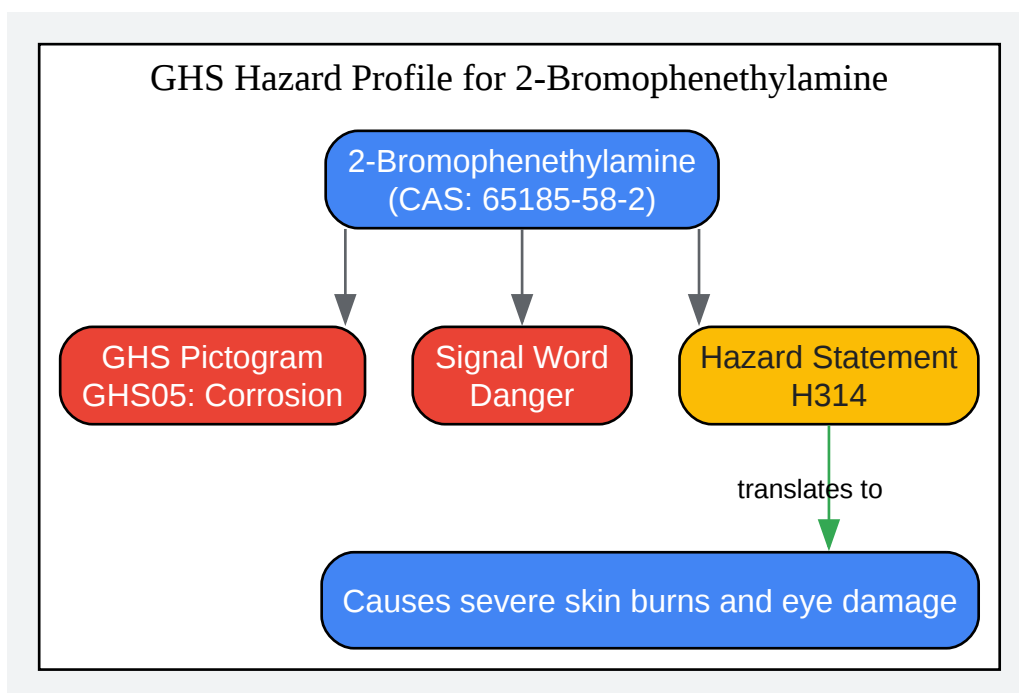 GHS Hazard Profile for 2-Bromophenethylamine
2-Bromophenethylamine
(CAS: 65185-58-2)
GHS Pictogram
GHS05: Corrosion
Signal Word
Danger
Hazard Statement
H314
translates to
Causes severe skin burns and eye damage